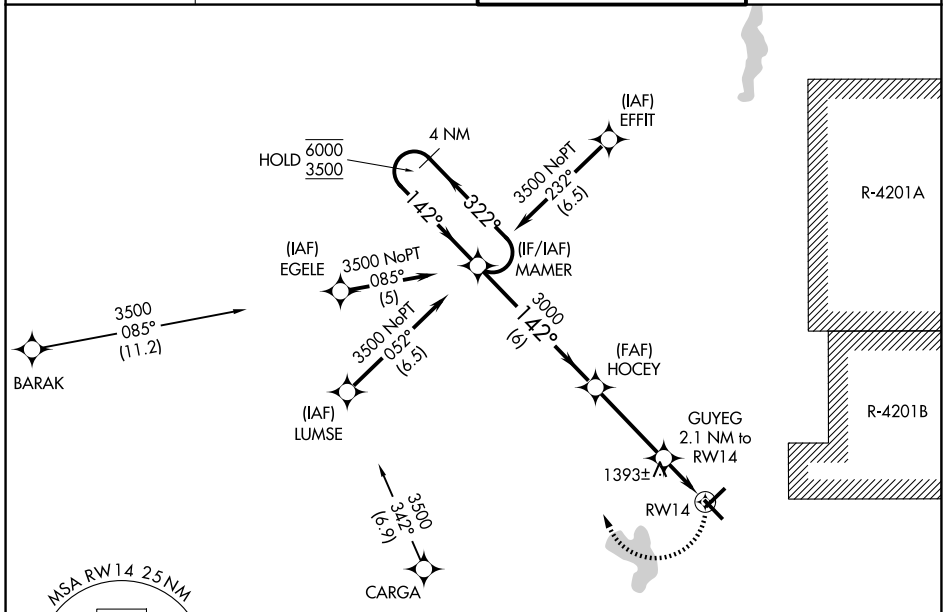 (IAF)
EFFIT
4 NM
HOLD 6000
3500
3500 NoPT
232°
(6.5)
R-4201A
142°
322°
(IF/IAF)
MAMER
(IAF)
EGELE
3500 NoPT
085°
(5)
3500
085°
(11.2)
BARAK
3500 NoPT
052°
(6.5)
(IAF)
LUMSE
3000
142°
(6)
(FAF)
HOCEY
R-4201B
GUYEG
2.1 NM to
RW14
1393±
RW14
3500
342°
(6.9)
CARGA
MSA RW14 25 NM